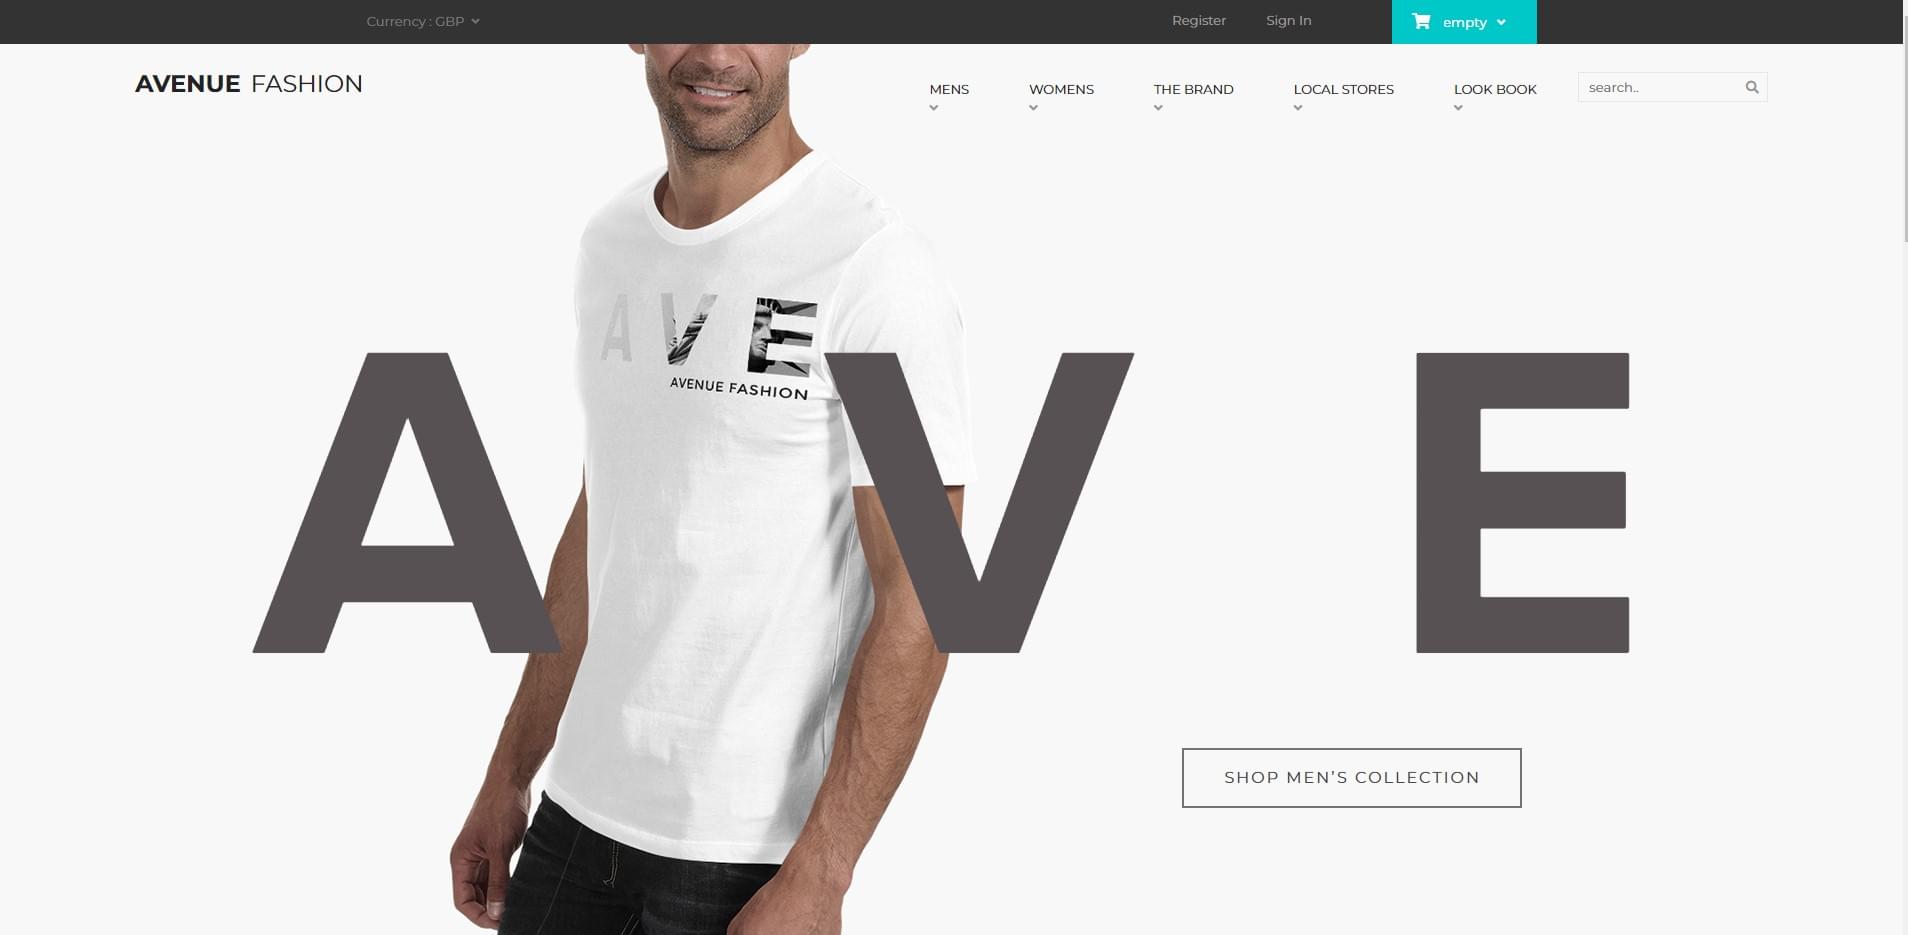 Currency : GBP
Register
Sign In
empty
AVENUE FASHION
MENS
WOMENS
THE BRAND
LOCAL STORES
LOOK BOOK
search..
AVE
AVENUE FASHION
AVE
SHOP MEN'S COLLECTION